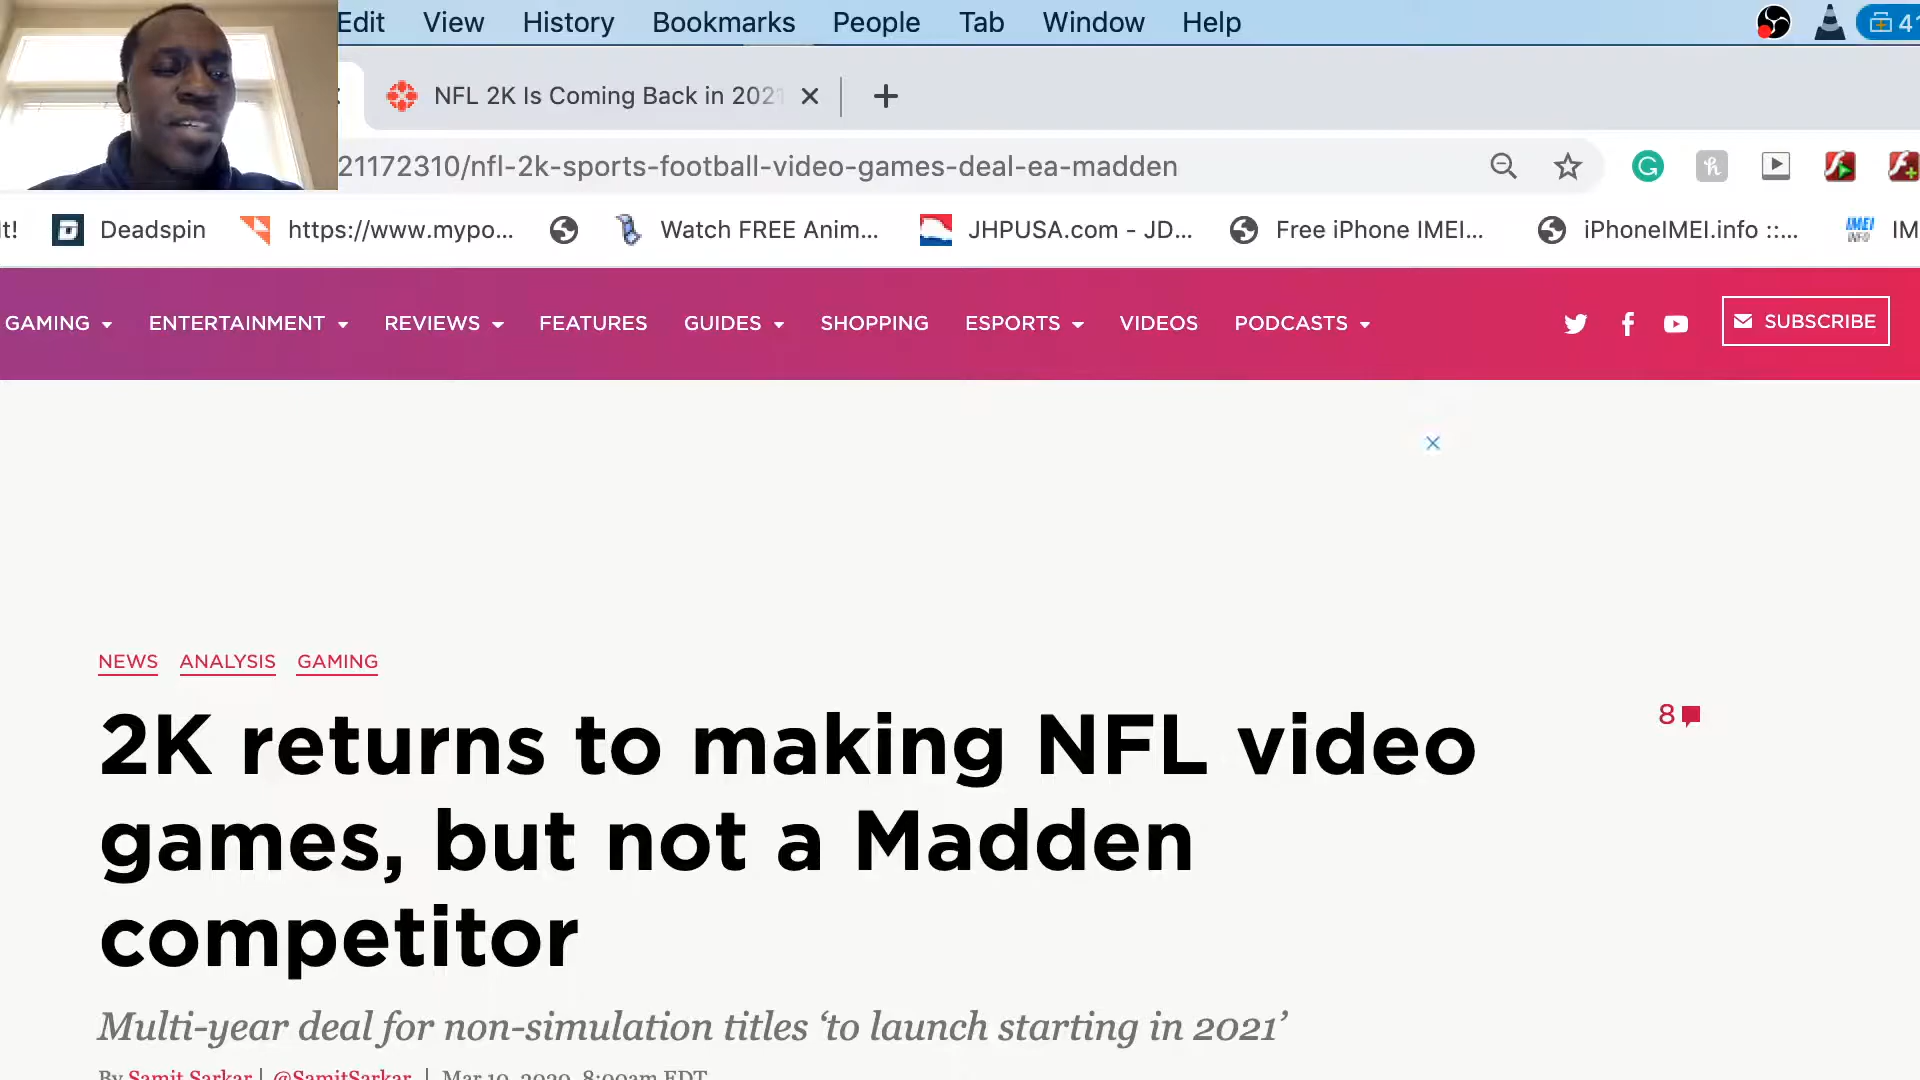 Edit View History Bookmarks People Tab Window Help
NFL 2K Is Coming Back in 202
21172310/nfl-2k-sports-football-video-games-deal-ea-madden
t! Deadspin https://www.mypo... Watch FREE Anim... JHPUSA.com - JD... Free iPhone IMEI... iPhoneIMEI.info ::... IMEI INFO IM
GAMING ENTERTAINMENT REVIEWS FEATURES GUIDES SHOPPING ESPORTS VIDEOS PODCASTS SUBSCRIBE
NEWS ANALYSIS GAMING
2K returns to making NFL video
8
games, but not a Madden
competitor
Multi-year deal for non-simulation titles ‘to launch starting in 2021’
By Samit Sarkar | @SamitSarkar | Mar 10, 2020, 8:00am EDT